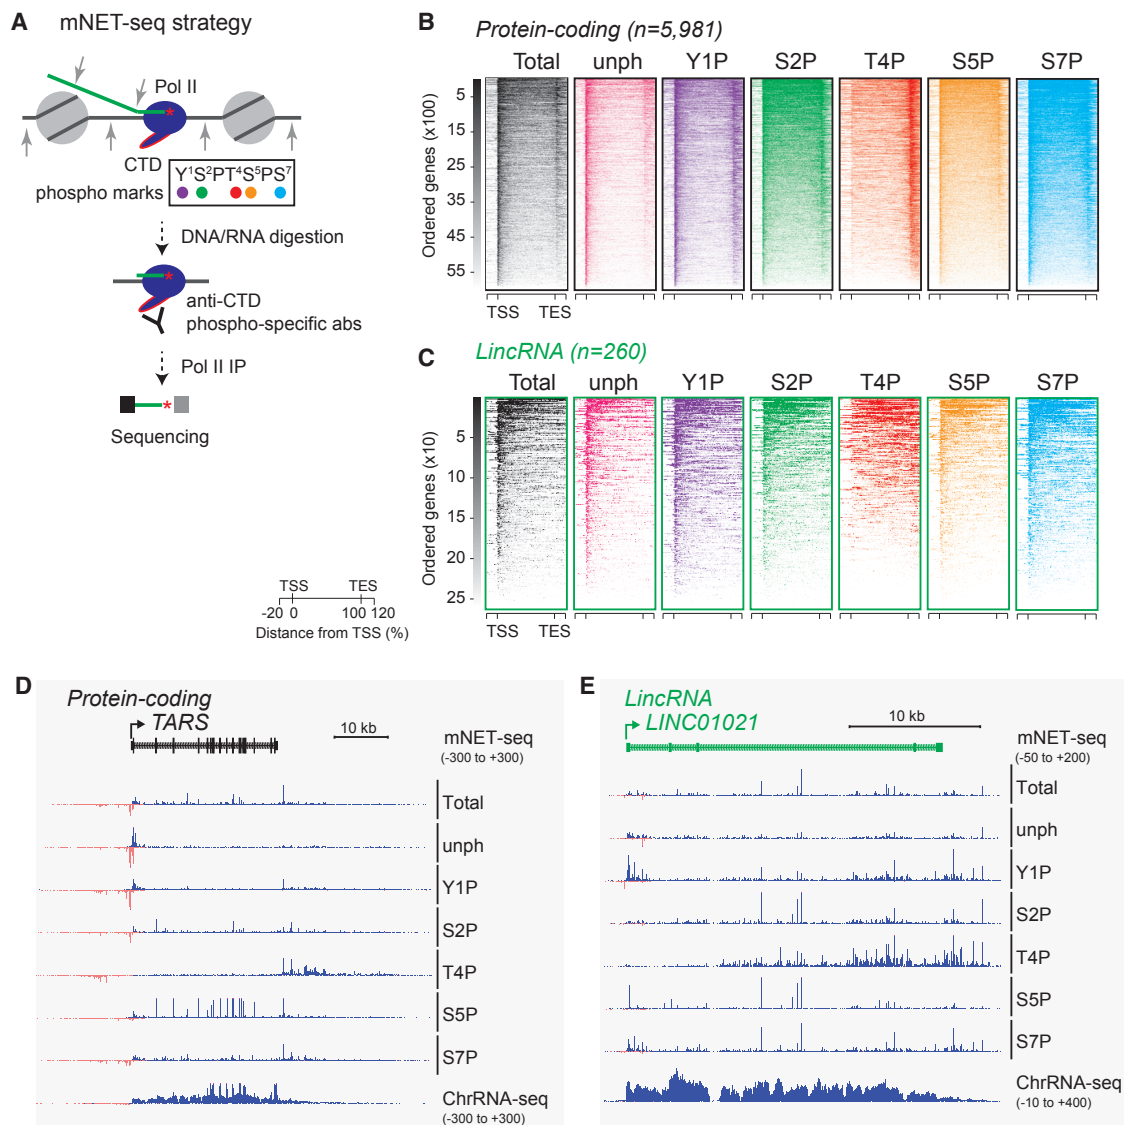 A
mNET-seq strategy
Pol II
*
CTD
phospho marks
Y¹S²PT⁴S⁵PS⁷
DNA/RNA digestion
*
anti-CTD
phospho-specific abs
Pol II IP
*
Sequencing
TSS TES
-20 0 100 120
Distance from TSS (%)
B
Protein-coding (n=5,981)
Total unph Y1P S2P T4P S5P S7P
Ordered genes (x100)
5
15
25
35
45
55
TSS TES
C
LincRNA (n=260)
Total unph Y1P S2P T4P S5P S7P
Ordered genes (x10)
5
10
15
20
25
TSS TES
D
Protein-coding
TARS
10 kb
mNET-seq
(-300 to +300)
Total
unph
Y1P
S2P
T4P
S5P
S7P
ChrRNA-seq
(-300 to +300)
E
LincRNA
LINC01021
10 kb
mNET-seq
(-50 to +200)
Total
unph
Y1P
S2P
T4P
S5P
S7P
ChrRNA-seq
(-10 to +400)